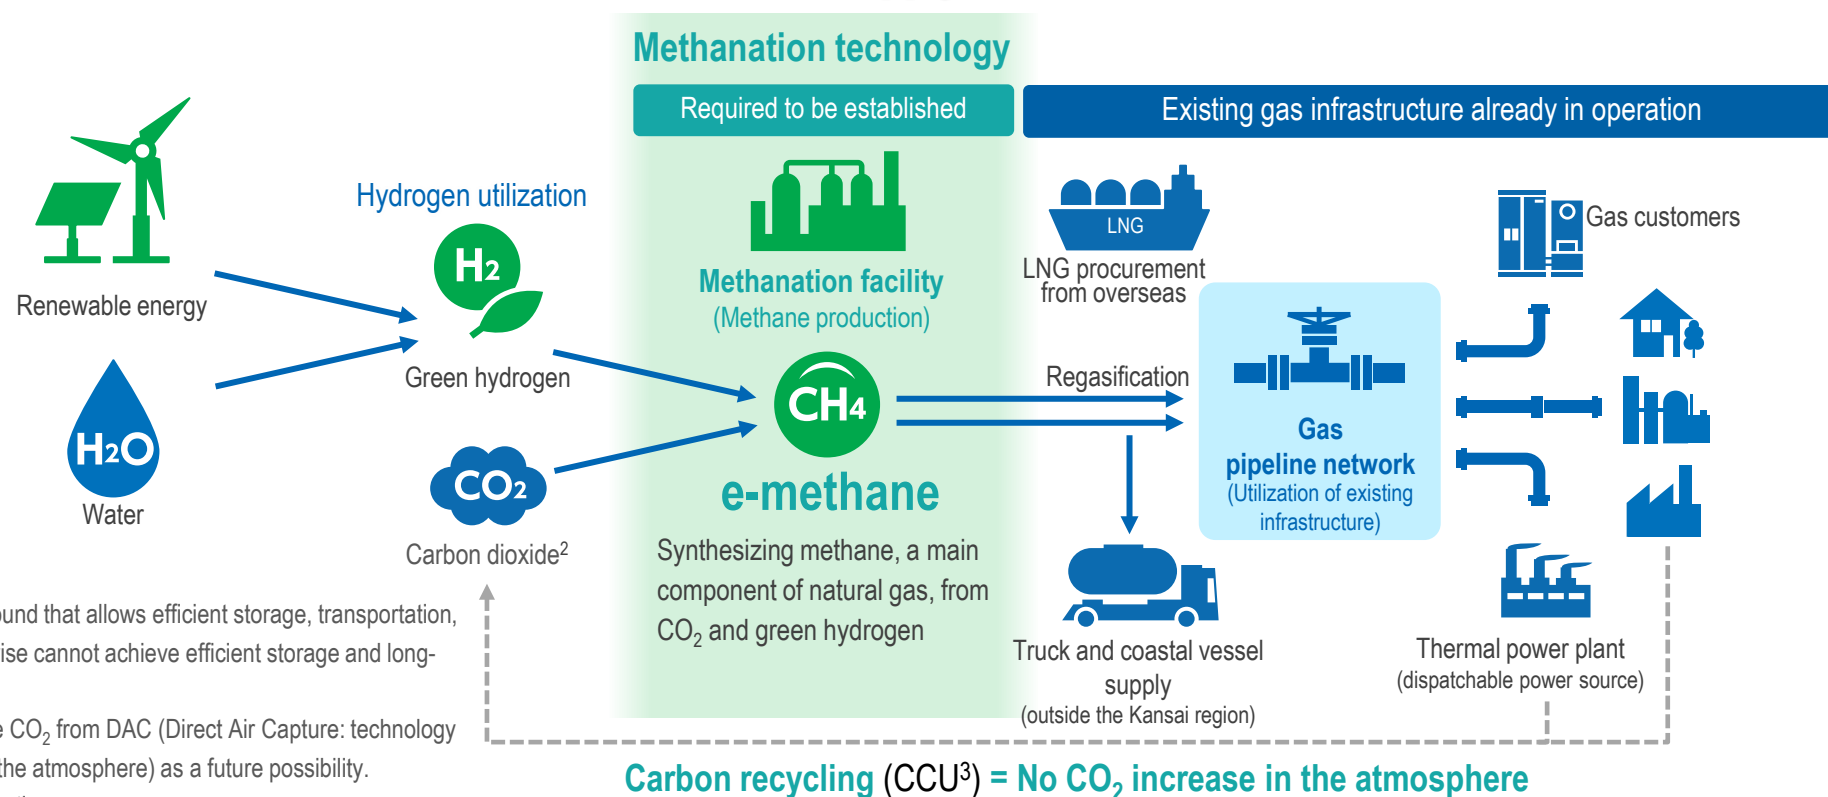 Methanation technology
Required to be established
Existing gas infrastructure already in operation
Renewable energy
H2O
Water
Hydrogen utilization
H2
Green hydrogen
CO2
Carbon dioxide2
Methanation facility
(Methane production)
CH4
e-methane
Synthesizing methane, a main
component of natural gas, from
CO2 and green hydrogen
LNG
LNG procurement
from overseas
Regasification
Truck and coastal vessel
supply
(outside the Kansai region)
Gas
pipeline network
(Utilization of existing
infrastructure)
Gas customers
Thermal power plant
(dispatchable power source)
ound that allows efficient storage, transportation,
ise cannot achieve efficient storage and long-
e CO2 from DAC (Direct Air Capture: technology
the atmosphere) as a future possibility.
Carbon recycling (CCU3) = No CO2 increase in the atmosphere